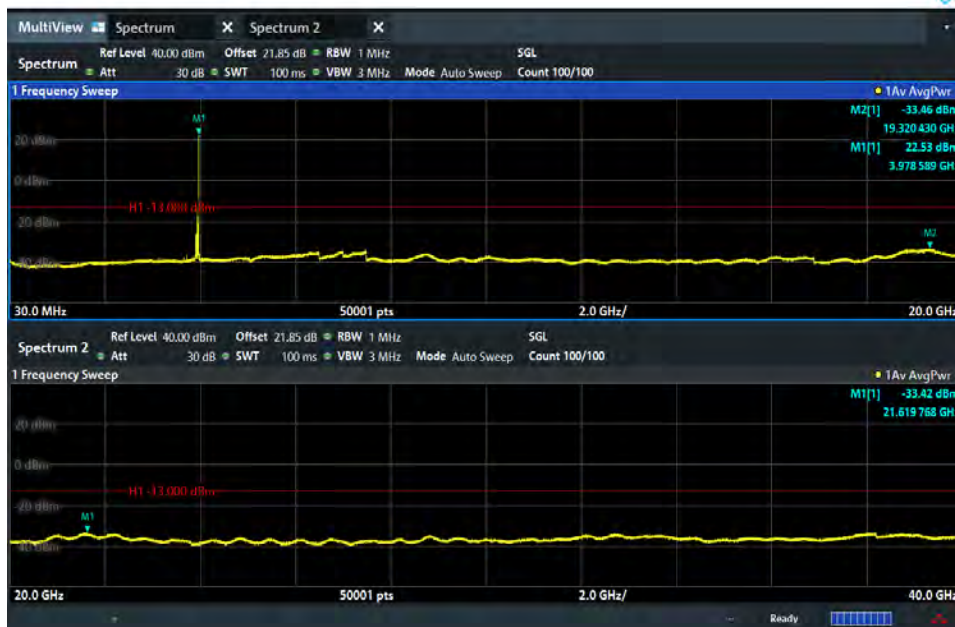 MultiView Spectrum X Spectrum 2 X
Spectrum Ref Level 40.00 dBm Offset 21.85 dB RBW 1 MHz SGL
Att 30 dB SWT 100 ms VBW 3 MHz Mode Auto Sweep Count 100/100
1 Frequency Sweep 1Av AvgPwr
M2[1] -33.46 dBm
19.320 430 GH
M1[1] 22.53 dBm
3.978 589 GH
M1
20 dBm
0 dBm
H1 -13.000 dBm
-20 dBm
M2
-40 dBm
30.0 MHz 50001 pts 2.0 GHz/ 20.0 GHz
Spectrum 2 Ref Level 40.00 dBm Offset 21.85 dB RBW 1 MHz SGL
Att 30 dB SWT 100 ms VBW 3 MHz Mode Auto Sweep Count 100/100
1 Frequency Sweep 1Av AvgPwr
M1[1] -33.42 dBm
21.619 768 GH
20 dBm
0 dBm
H1 -13.000 dBm
-20 dBm
M1
-40 dBm
20.0 GHz 50001 pts 2.0 GHz/ 40.0 GHz
Ready